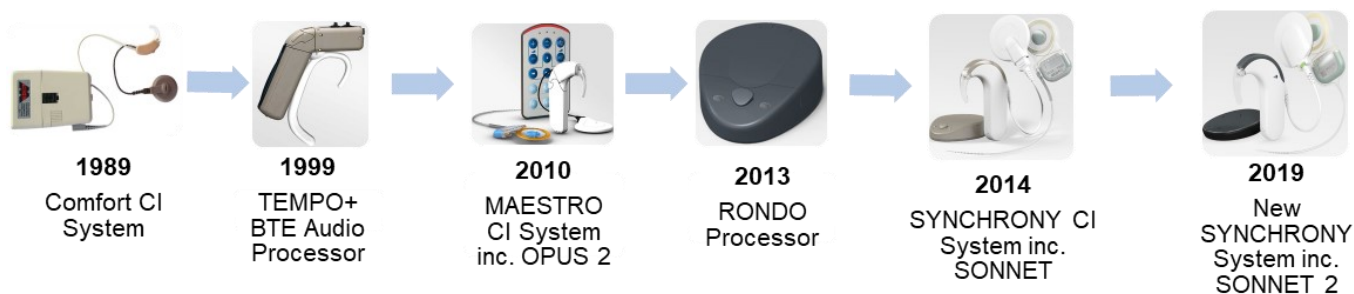 1989
Comfort CI
System
1999
TEMPO+
BTE Audio
Processor
2010
MAESTRO
CI System
inc. OPUS 2
2013
RONDO
Processor
2014
SYNCHRONY CI
System inc.
SONNET
2019
New
SYNCHRONY
System inc.
SONNET 2